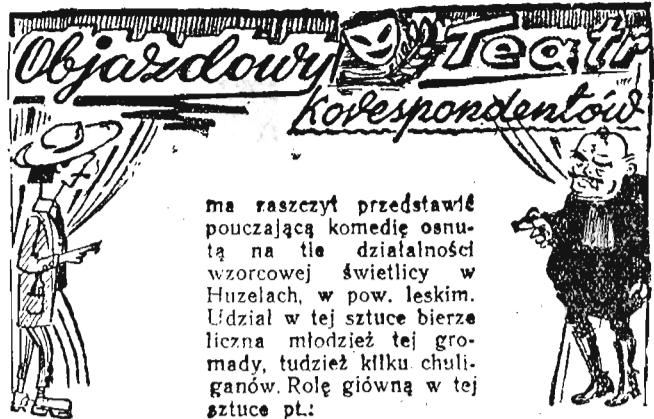 Objazdowy Teatr
korespondentów
ma zaszczyt przedstawić
pouczającą komedię osnu-
tą na tle działalności
wzorcowej świetlicy w
Huzelach, w pow. leskim.
Udział w tej sztuce bierze
liczna młodzież tej gro-
mady, tudzież kilku chuli-
ganów. Rolę główną w tej
sztuce pt.: